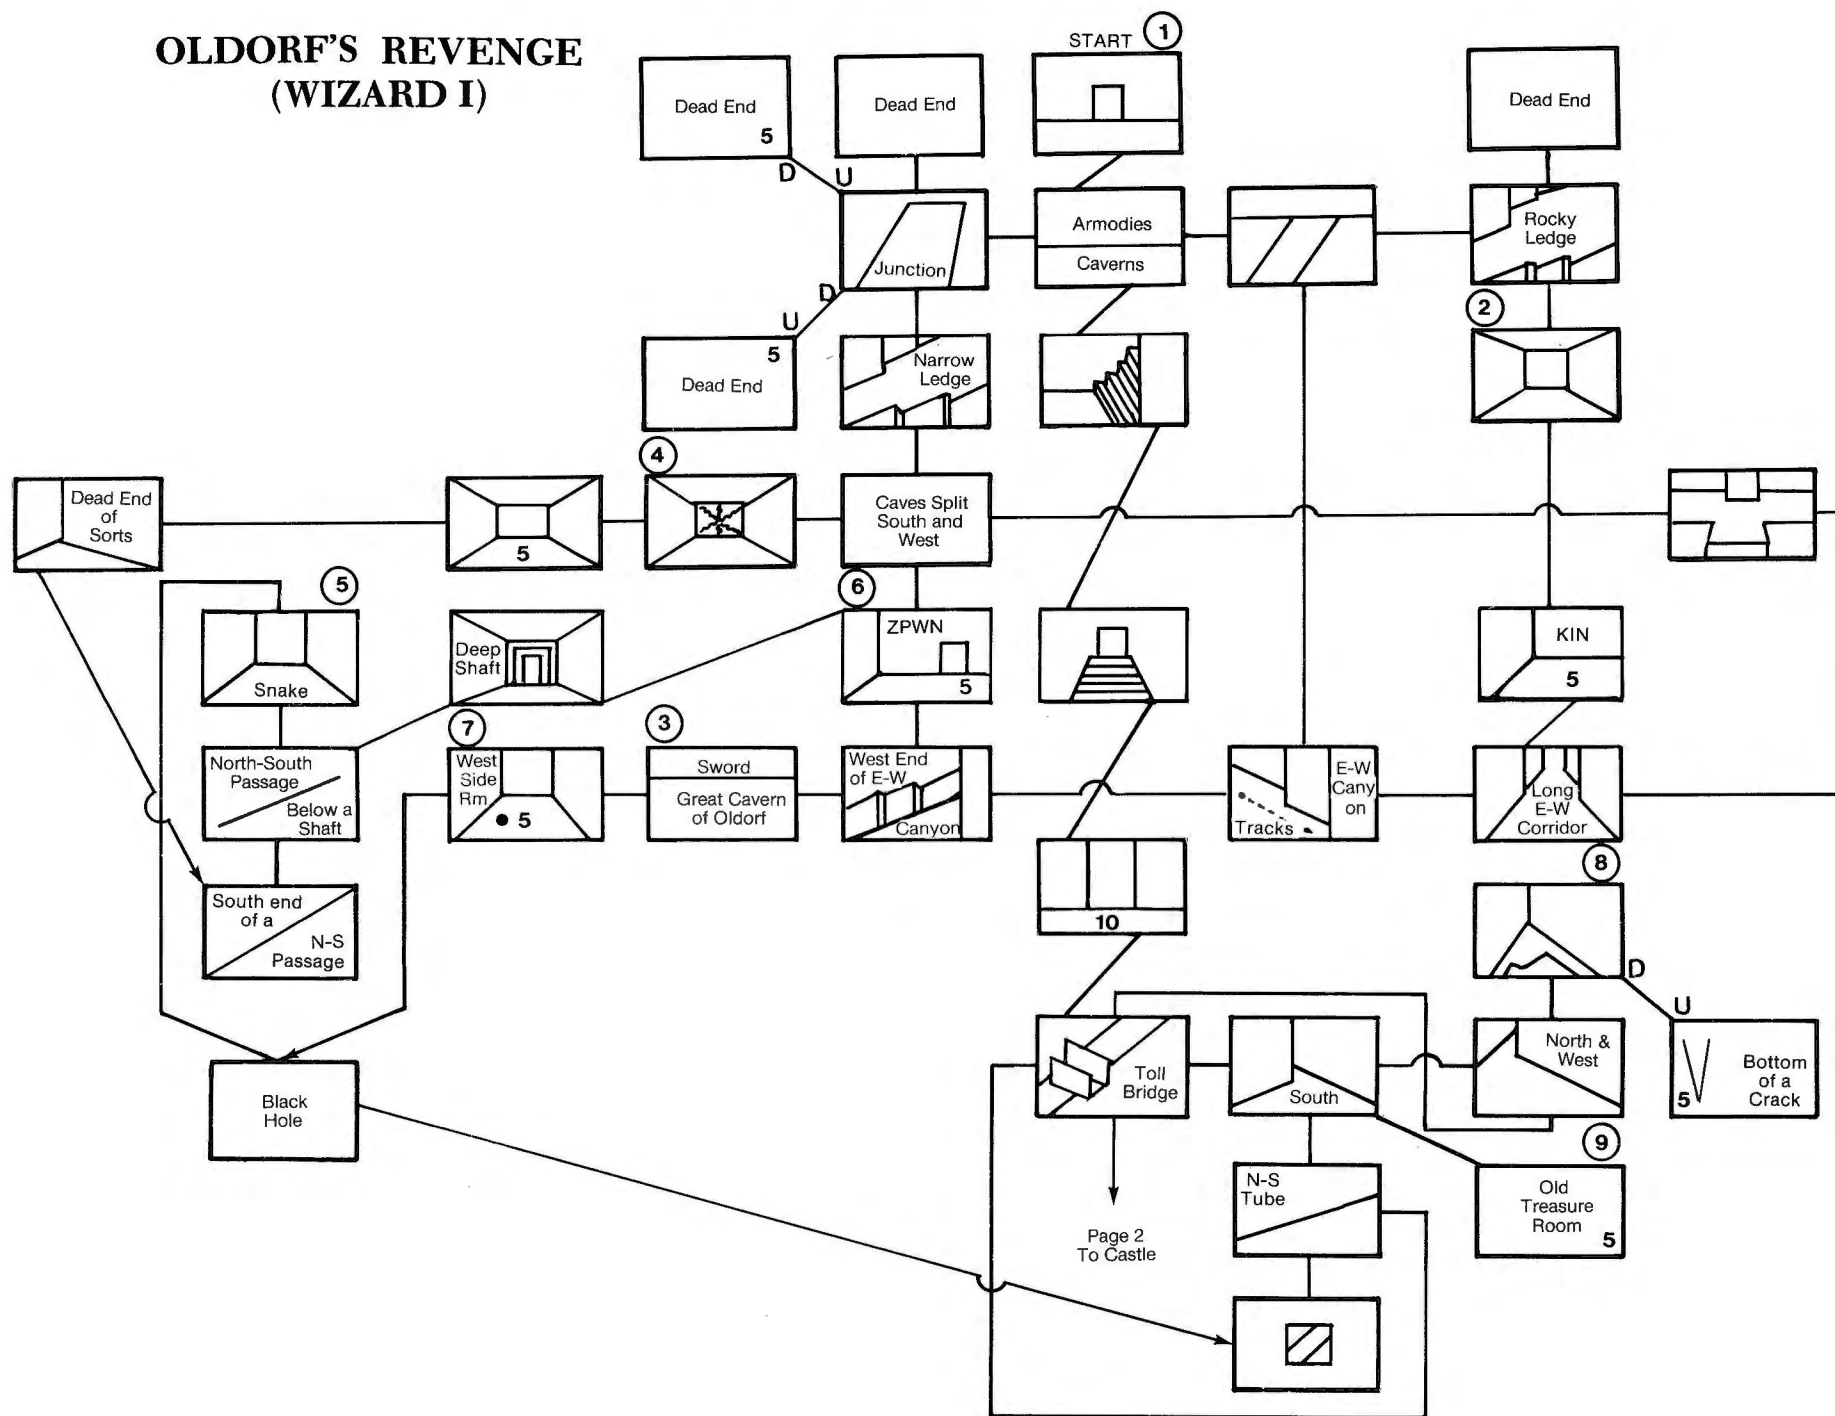 OLDORF'S REVENGE
(WIZARD I)
START
1
Dead End
5
D
U
Dead End
Dead End
Junction
Armodies
Caverns
Rocky
Ledge
D
U
5
Dead End
Narrow
Ledge
2
4
Dead End
of
Sorts
5
Caves Split
South and
West
5
Snake
Deep
Shaft
6
ZPWN
5
KIN
5
North-South
Passage
Below a
Shaft
7
West
Side
Rm
5
3
Sword
Great Cavern
of Oldorf
West End
of E-W
Canyon
E-W
Cany
on
Tracks
Long
E-W
Corridor
South end
of a
N-S
Passage
10
8
D
U
Black
Hole
Toll
Bridge
South
North &
West
Bottom
of a
Crack
5
9
N-S
Tube
Old
Treasure
Room
5
Page 2
To Castle